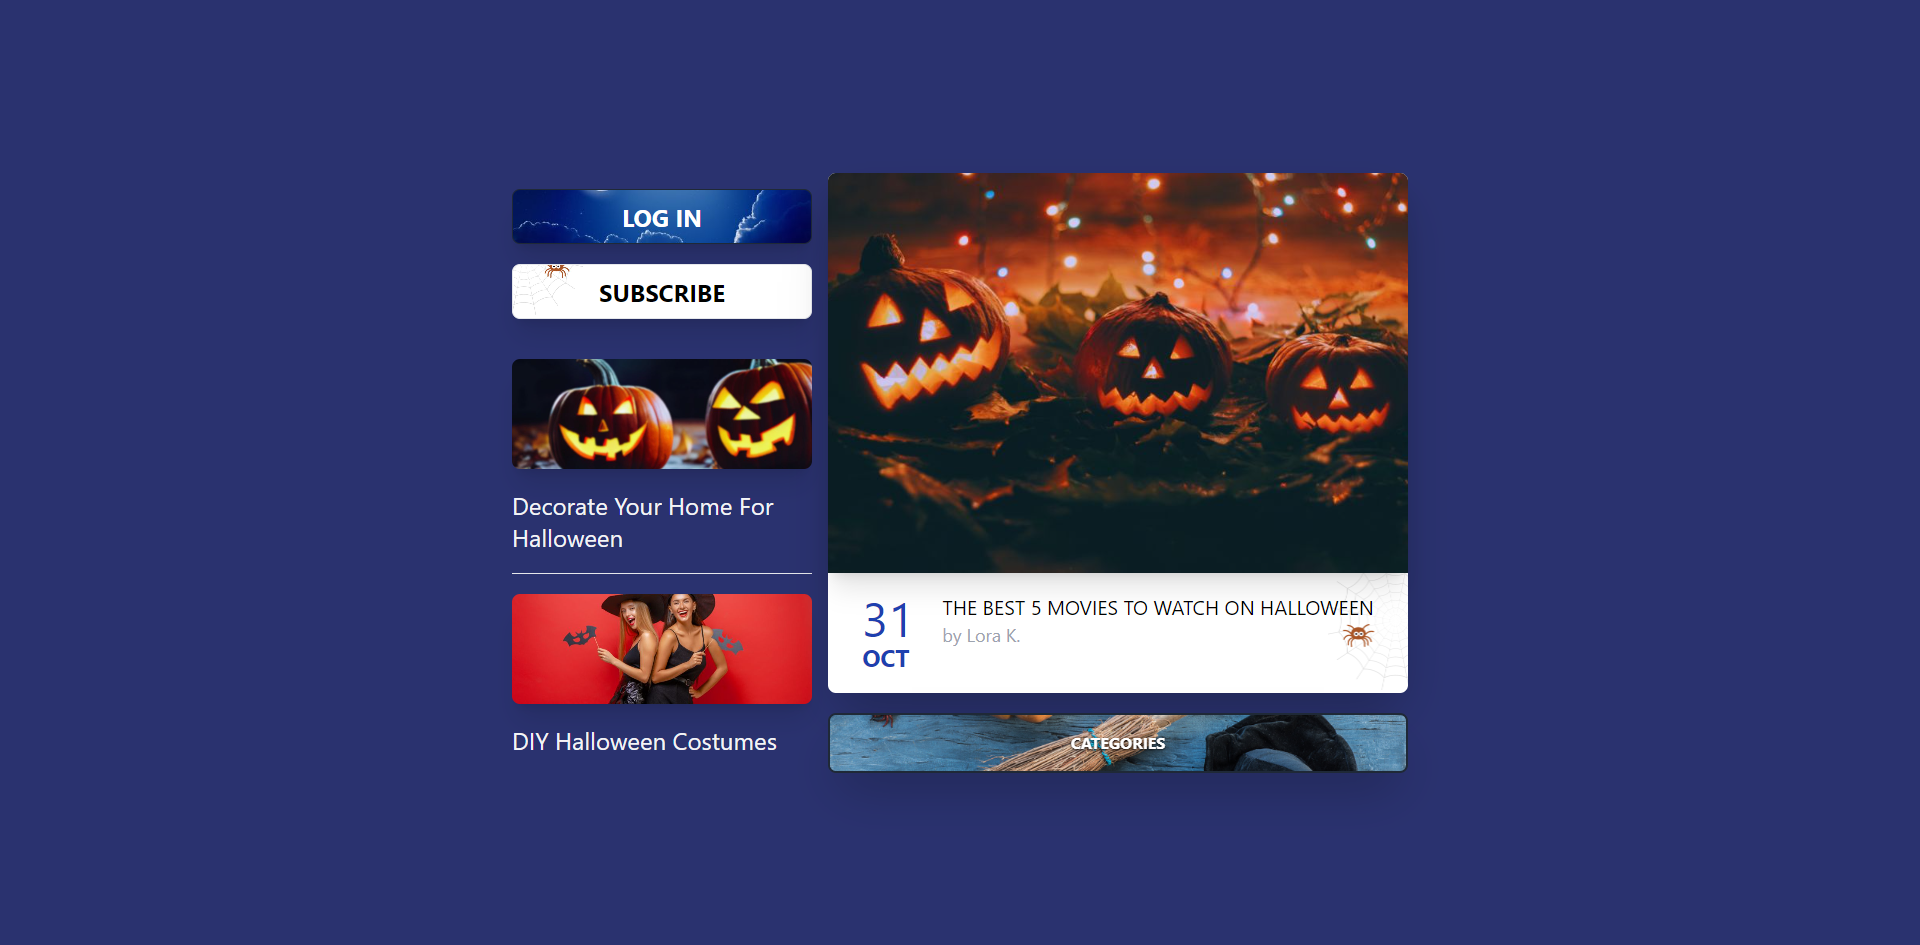 LOG IN
SUBSCRIBE
Decorate Your Home For
Halloween
DIY Halloween Costumes
31
OCT
THE BEST 5 MOVIES TO WATCH ON HALLOWEEN
by Lora K.
CATEGORIES